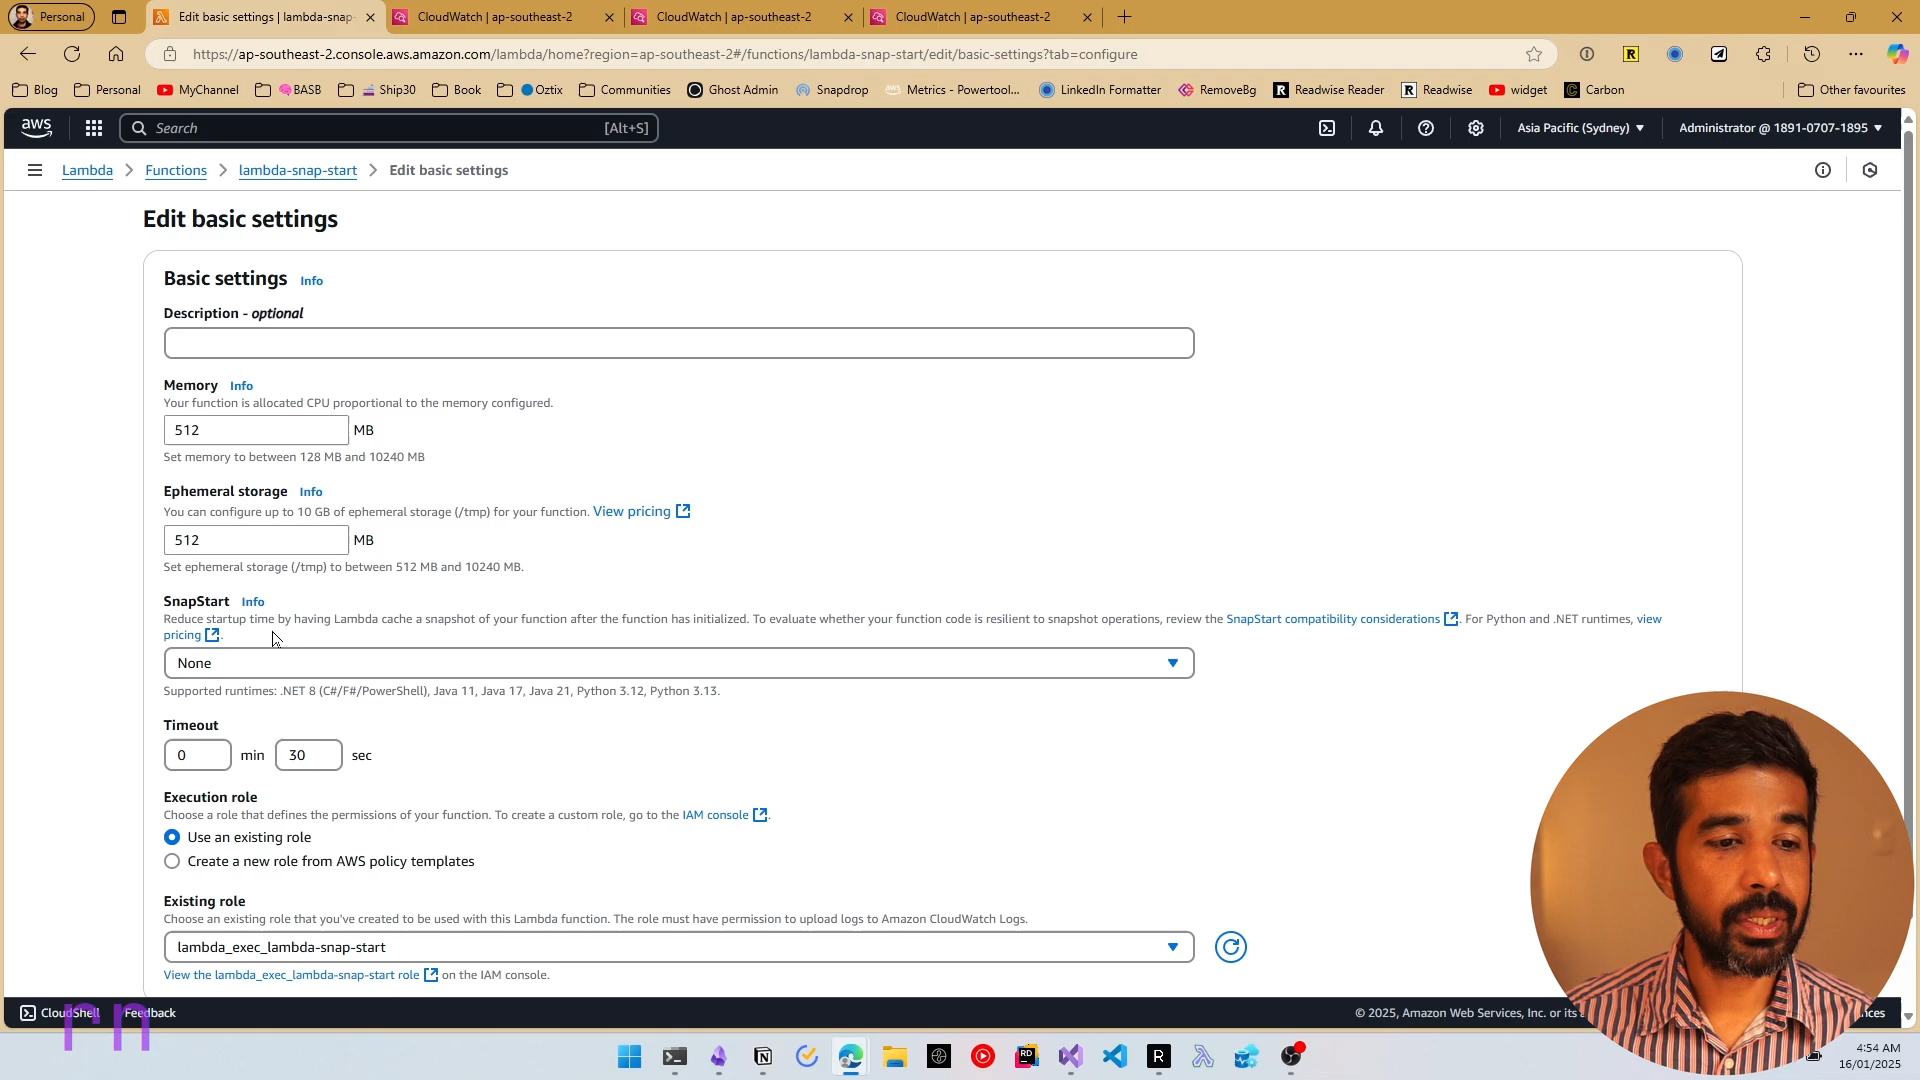 Personal
Edit basic settings | lambda-snap-
CloudWatch | ap-southeast-2
CloudWatch | ap-southeast-2
CloudWatch | ap-southeast-2
https://ap-southeast-2.console.aws.amazon.com/lambda/home?region=ap-southeast-2#/functions/lambda-snap-start/edit/basic-settings?tab=configure
Blog
Personal
MyChannel
BASB
Ship30
Book
Oztix
Communities
Ghost Admin
Snapdrop
Metrics - Powertool...
LinkedIn Formatter
RemoveBg
Readwise Reader
Readwise
widget
Carbon
Other favourites
aws
Search
[Alt+S]
Asia Pacific (Sydney)
Administrator @ 1891-0707-1895
Lambda
Functions
lambda-snap-start
Edit basic settings
Edit basic settings
Basic settings Info
Description - optional
Memory Info
Your function is allocated CPU proportional to the memory configured.
512 MB
Set memory to between 128 MB and 10240 MB
Ephemeral storage Info
You can configure up to 10 GB of ephemeral storage (/tmp) for your function. View pricing
512 MB
Set ephemeral storage (/tmp) to between 512 MB and 10240 MB.
SnapStart Info
Reduce startup time by having Lambda cache a snapshot of your function after the function has initialized. To evaluate whether your function code is resilient to snapshot operations, review the SnapStart compatibility considerations. For Python and .NET runtimes, view
pricing.
None
Supported runtimes: .NET 8 (C#/F#/PowerShell), Java 11, Java 17, Java 21, Python 3.12, Python 3.13.
Timeout
0 min 30 sec
Execution role
Choose a role that defines the permissions of your function. To create a custom role, go to the IAM console.
Use an existing role
Create a new role from AWS policy templates
Existing role
Choose an existing role that you've created to be used with this Lambda function. The role must have permission to upload logs to Amazon CloudWatch Logs.
lambda_exec_lambda-snap-start
View the lambda_exec_lambda-snap-start role on the IAM console.
CloudShell
Feedback
© 2025, Amazon Web Services, Inc. or its
rn
4:54 AM
16/01/2025